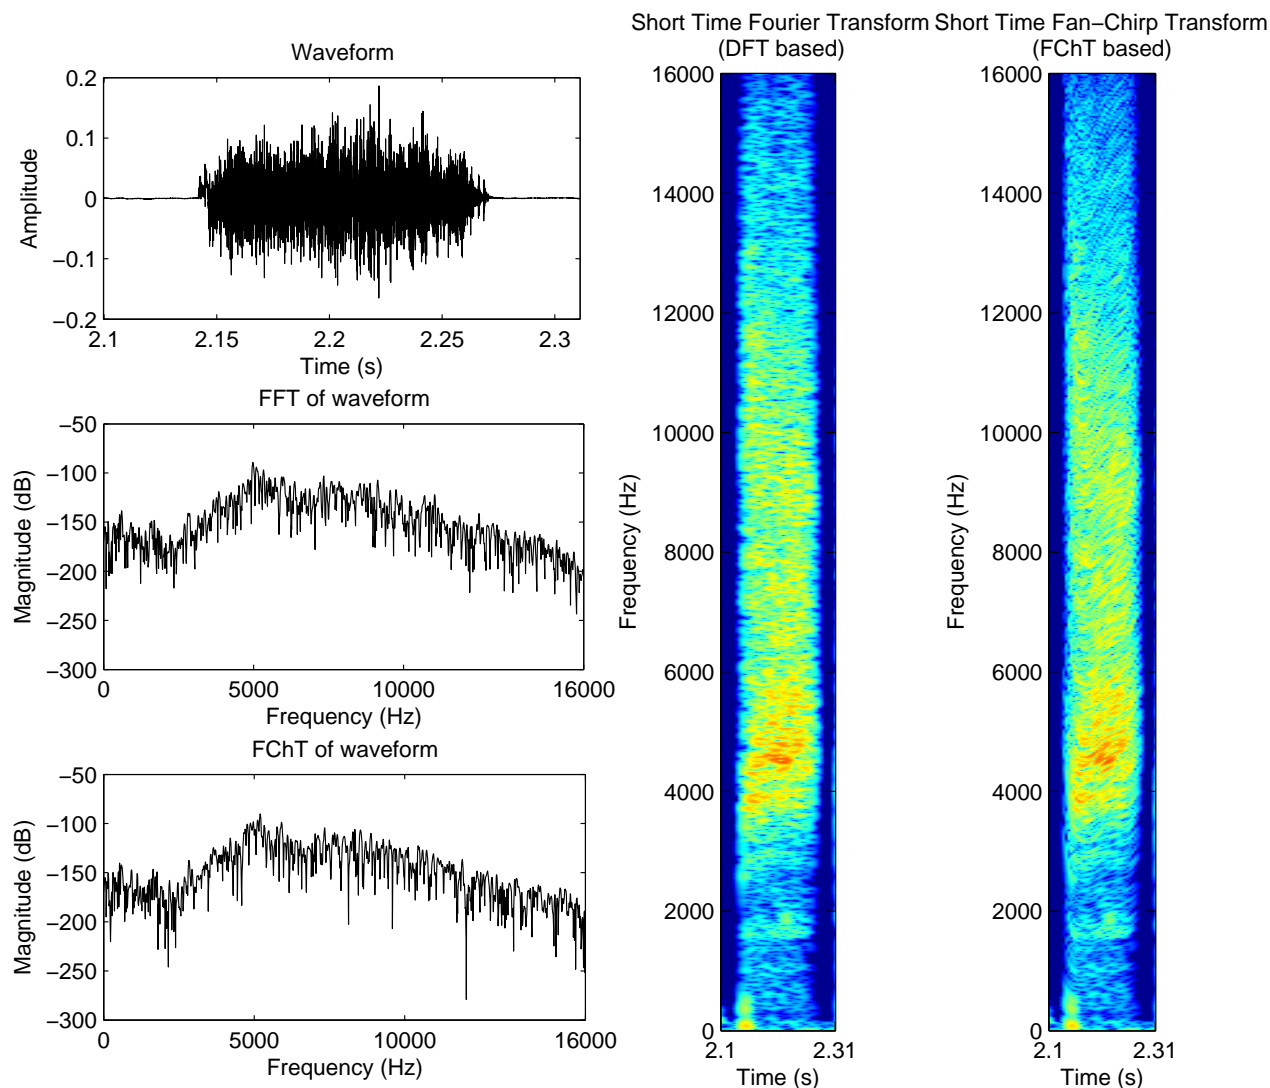 Waveform
0.2
0.1
0
−0.1
−0.2
Amplitude
2.1 2.15 2.2 2.25 2.3
Time (s)
FFT of waveform
−50
−100
−150
−200
−250
−300
Magnitude (dB)
0 5000 10000 16000
Frequency (Hz)
FChT of waveform
−50
−100
−150
−200
−250
−300
Magnitude (dB)
0 5000 10000 16000
Frequency (Hz)
Short Time Fourier Transform
(DFT based)
16000
14000
12000
10000
8000
6000
4000
2000
0
Frequency (Hz)
2.1 2.31
Time (s)
Short Time Fan−Chirp Transform
(FChT based)
16000
14000
12000
10000
8000
6000
4000
2000
0
Frequency (Hz)
2.1 2.31
Time (s)